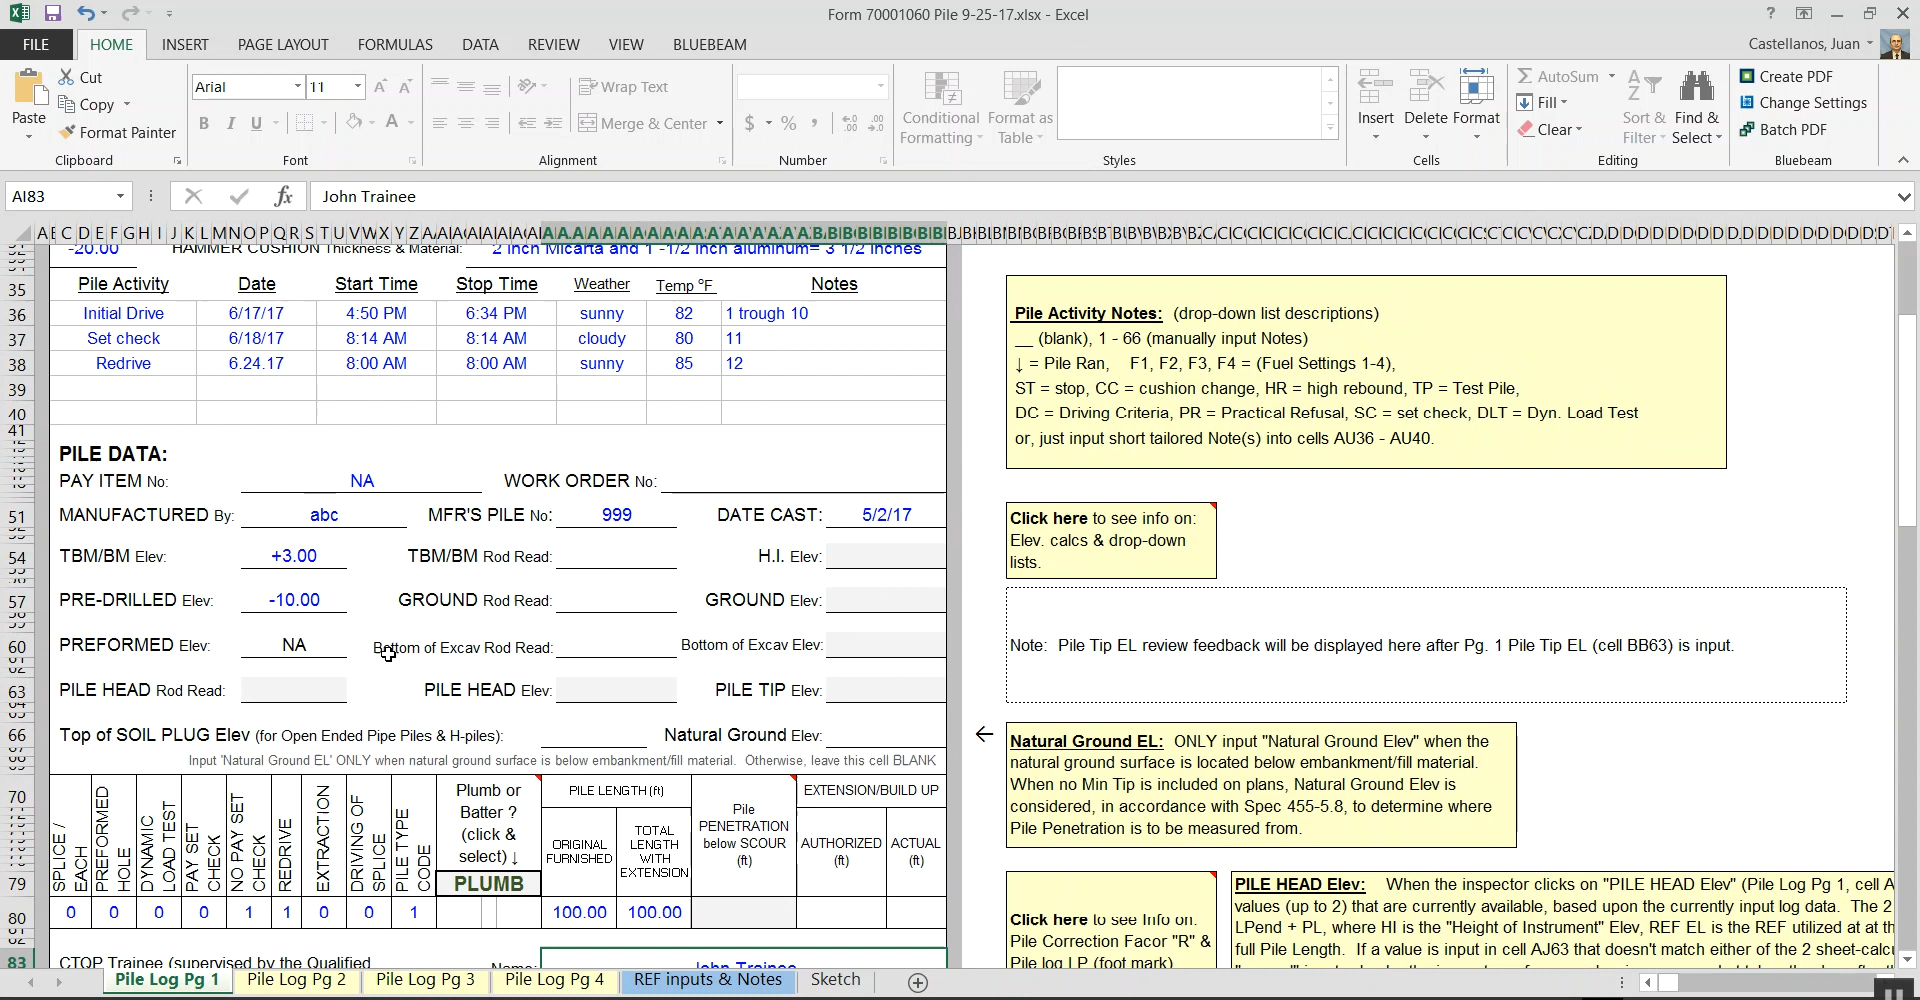 Form 70001060 Pile 9-25-17.xlsx - Excel
FILE HOME INSERT PAGE LAYOUT FORMULAS DATA REVIEW VIEW BLUEBEAM
Castellanos, Juan
Paste
Cut
Copy
Format Painter
Clipboard
Arial 11
B I U
Font
Wrap Text
Merge & Center
Alignment
$ % ,
Number
Conditional Formatting
Format as Table
Styles
Insert Delete Format
Cells
AutoSum
Fill
Clear
Sort & Filter
Find & Select
Editing
Create PDF
Change Settings
Batch PDF
Bluebeam
AI83 fx John Trainee
-20.00 HAMMER CUSHION Thickness & Material: 2 inch Micarta and 1 -1/2 inch aluminum= 3 1/2 inches
35 Pile Activity Date Start Time Stop Time Weather Temp °F Notes
36 Initial Drive 6/17/17 4:50 PM 6:34 PM sunny 82 1 trough 10
37 Set check 6/18/17 8:14 AM 8:14 AM cloudy 80 11
38 Redrive 6.24.17 8:00 AM 8:00 AM sunny 85 12
39
40
41
PILE DATA:
PAY ITEM No: NA WORK ORDER No:
51 MANUFACTURED By: abc MFR'S PILE No: 999 DATE CAST: 5/2/17
54 TBM/BM Elev: +3.00 TBM/BM Rod Read: H.I. Elev:
57 PRE-DRILLED Elev: -10.00 GROUND Rod Read: GROUND Elev:
60 PREFORMED Elev: NA Bottom of Excav Rod Read: Bottom of Excav Elev:
63 PILE HEAD Rod Read: PILE HEAD Elev: PILE TIP Elev:
66 Top of SOIL PLUG Elev (for Open Ended Pipe Piles & H-piles): Natural Ground Elev:
Input 'Natural Ground EL' ONLY when natural ground surface is below embankment/fill material. Otherwise, leave this cell BLANK
70
79
SPLICE / EACH
PREFORMED HOLE
DYNAMIC LOAD TEST
PAY SET CHECK
NO PAY SET CHECK
REDRIVE
EXTRACTION
DRIVING OF SPLICE
PILE TYPE CODE
Plumb or
Batter ?
(click &
select) ↓
PLUMB
PILE LENGTH (ft)
ORIGINAL FURNISHED
TOTAL LENGTH WITH EXTENSION
Pile PENETRATION below SCOUR (ft)
EXTENSION/BUILD UP
AUTHORIZED (ft)
ACTUAL (ft)
80 0 0 0 0 1 1 0 0 1 100.00 100.00
83 CTQP Trainee (supervised by the Qualified Name: John Trainee
Pile Activity Notes: (drop-down list descriptions)
__ (blank), 1 - 66 (manually input Notes)
↓ = Pile Ran, F1, F2, F3, F4 = (Fuel Settings 1-4),
ST = stop, CC = cushion change, HR = high rebound, TP = Test Pile,
DC = Driving Criteria, PR = Practical Refusal, SC = set check, DLT = Dyn. Load Test
or, just input short tailored Note(s) into cells AU36 - AU40.
Click here to see info on:
Elev. calcs & drop-down
lists.
Note: Pile Tip EL review feedback will be displayed here after Pg. 1 Pile Tip EL (cell BB63) is input.
← Natural Ground EL: ONLY input "Natural Ground Elev" when the
natural ground surface is located below embankment/fill material.
When no Min Tip is included on plans, Natural Ground Elev is
considered, in accordance with Spec 455-5.8, to determine where
Pile Penetration is to be measured from.
Click here to see Info on:
Pile Correction Facor "R" &
Pile log LP (foot mark)
PILE HEAD Elev: When the inspector clicks on "PILE HEAD Elev" (Pile Log Pg 1, cell A
values (up to 2) that are currently available, based upon the currently input log data. The 2
LPend + PL, where HI is the "Height of Instrument" Elev, REF EL is the REF utilized at at th
full Pile Length. If a value is input in cell AJ63 that doesn't match either of the 2 sheet-calcu
Pile Log Pg 1 Pile Log Pg 2 Pile Log Pg 3 Pile Log Pg 4 REF inputs & Notes Sketch